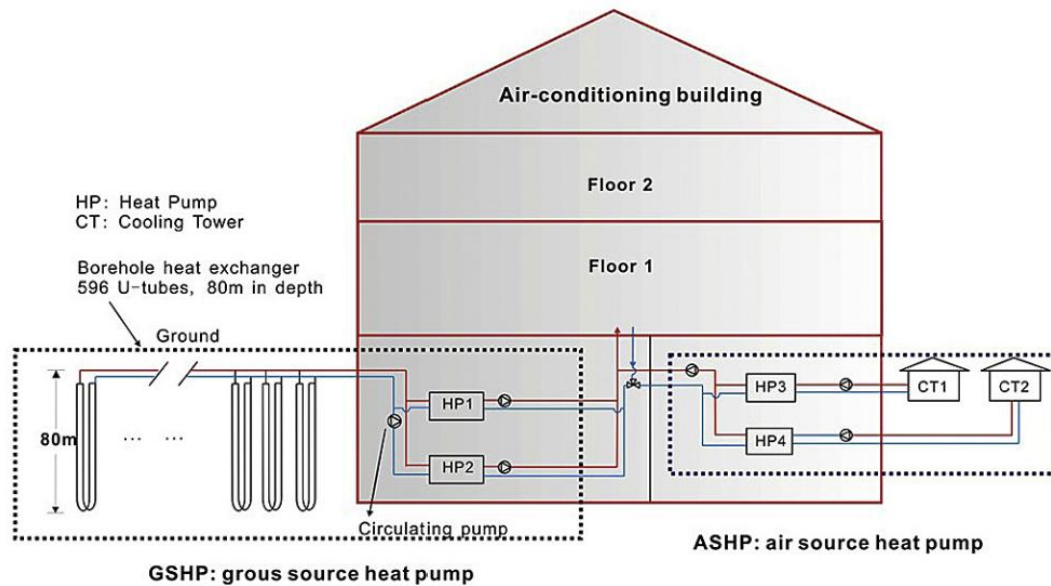 Air-conditioning building
Floor 2
HP: Heat Pump
CT: Cooling Tower
Borehole heat exchanger
596 U-tubes, 80m in depth
Floor 1
Ground
HP1
HP3
CT1
CT2
80m
... ...
HP2
HP4
Circulating pump
ASHP: air source heat pump
GSHP: grous source heat pump